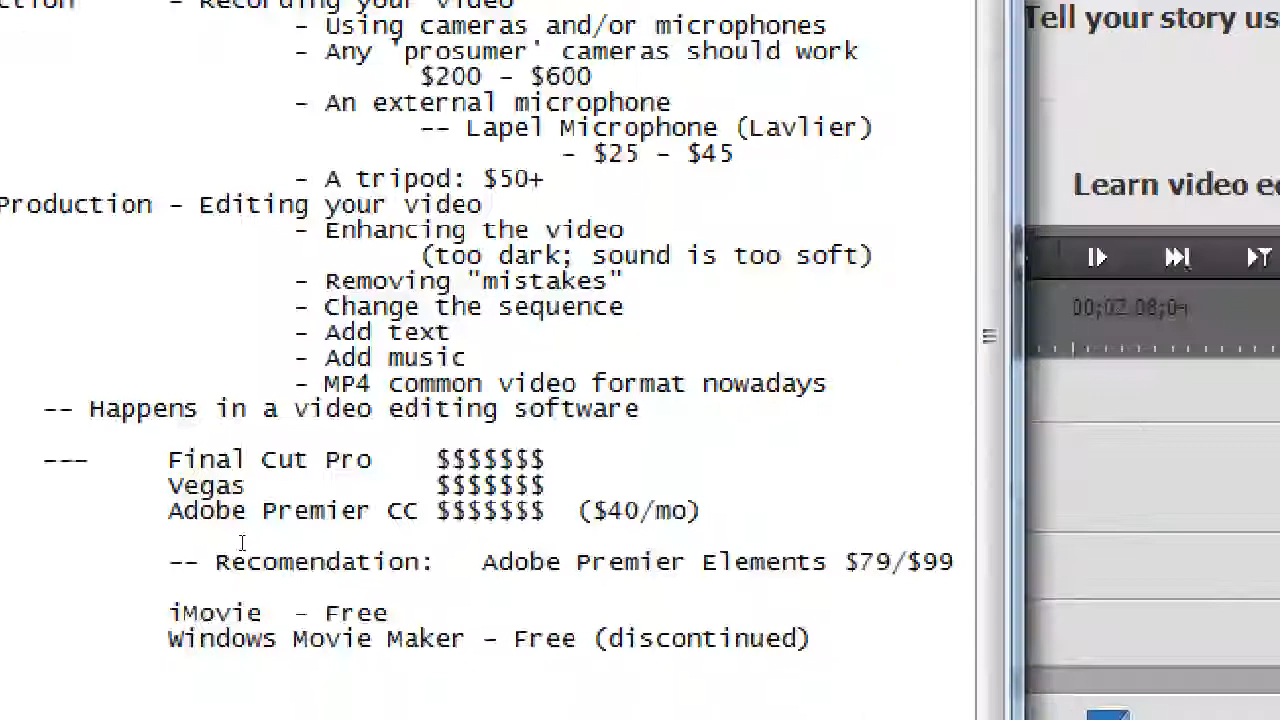 ction - Recording your video
- Using cameras and/or microphones
- Any 'prosumer' cameras should work
$200 - $600
- An external microphone
-- Lapel Microphone (Lavlier)
- $25 - $45
- A tripod: $50+
Production - Editing your video
- Enhancing the video
(too dark; sound is too soft)
- Removing "mistakes"
- Change the sequence
- Add text
- Add music
- MP4 common video format nowadays
-- Happens in a video editing software
--- Final Cut Pro $$$$$$$
Vegas $$$$$$$
Adobe Premier CC $$$$$$$ ($40/mo)
-- Recomendation: Adobe Premier Elements $79/$99
iMovie - Free
Windows Movie Maker - Free (discontinued)
Tell your story us
Learn video e